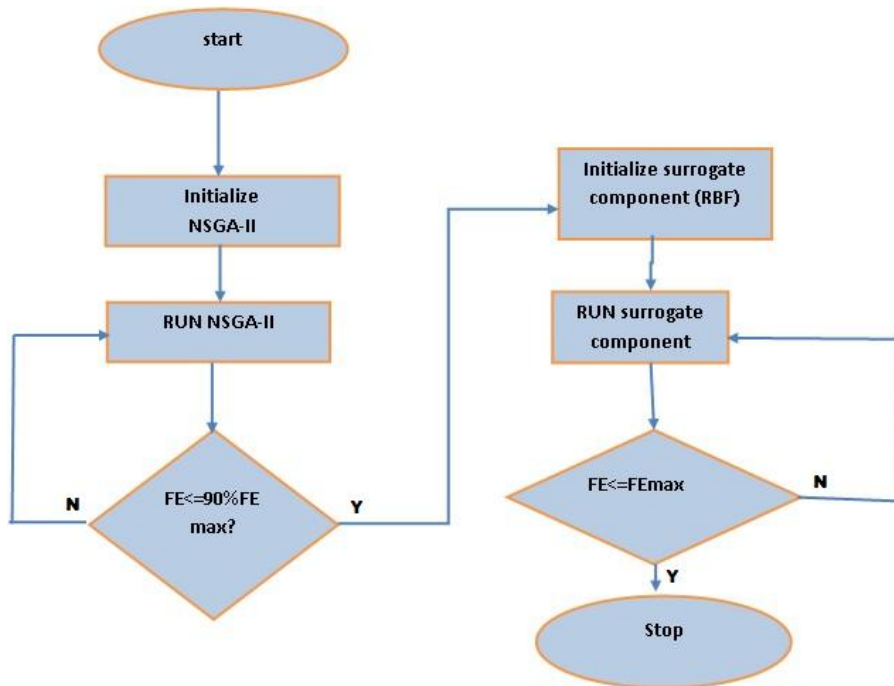 start
Initialize
NSGA-II
RUN NSGA-II
FE<=90%FE
max?
N
Y
Initialize surrogate
component (RBF)
RUN surrogate
component
FE<=FEmax
N
Y
Stop